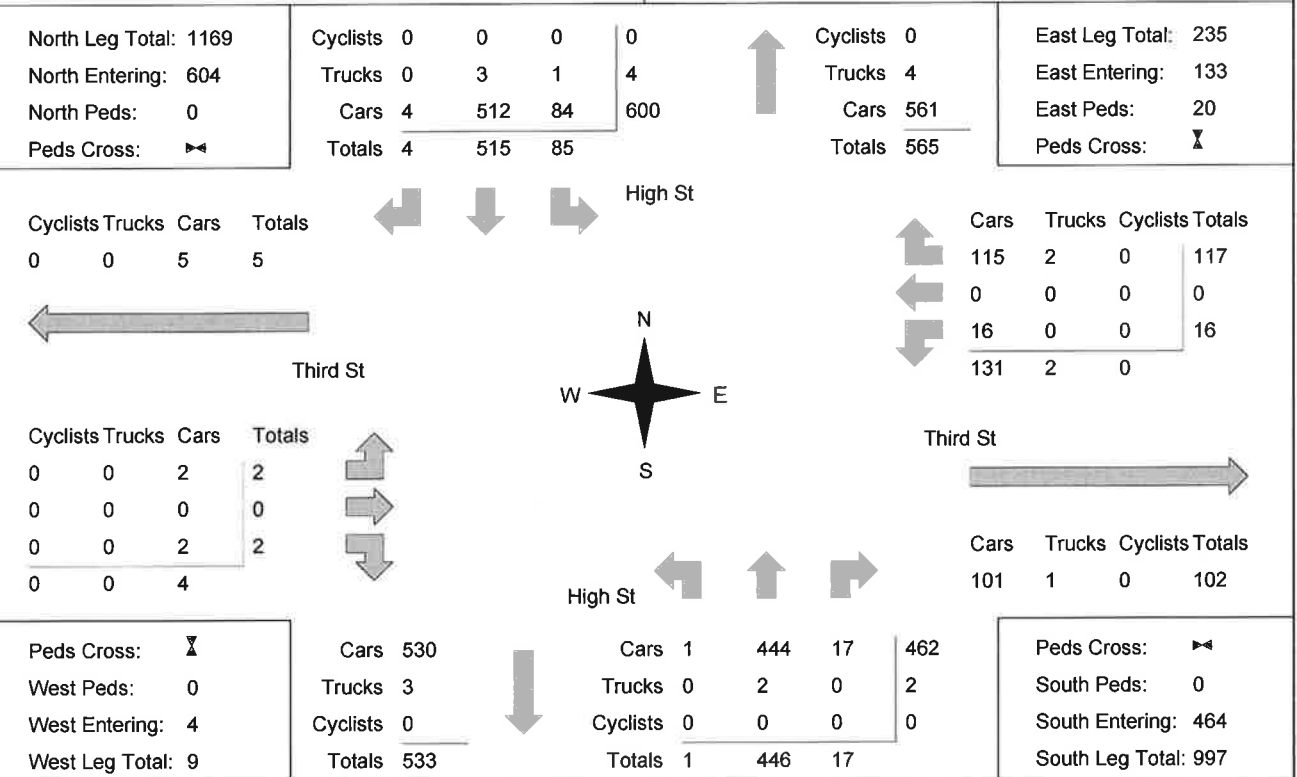 North Leg Total: 1169
North Entering: 604
North Peds: 0
Peds Cross:
Cyclists 0 0 0 0
Trucks 0 3 1 4
Cars 4 512 84 600
Totals 4 515 85
Cyclists 0
Trucks 4
Cars 561
Totals 565
East Leg Total: 235
East Entering: 133
East Peds: 20
Peds Cross:
High St
Cyclists Trucks Cars Totals
0 0 5 5
Cars Trucks Cyclists Totals
115 2 0 117
0 0 0 0
16 0 0 16
131 2 0
Third St
N
W E
S
Cyclists Trucks Cars Totals
0 0 2 2
0 0 0 0
0 0 2 2
0 0 4
Third St
Cars Trucks Cyclists Totals
101 1 0 102
High St
Peds Cross:
West Peds: 0
West Entering: 4
West Leg Total: 9
Cars 530
Trucks 3
Cyclists 0
Totals 533
Cars 1 444 17 462
Trucks 0 2 0 2
Cyclists 0 0 0 0
Totals 1 446 17
Peds Cross:
South Peds: 0
South Entering: 464
South Leg Total: 997